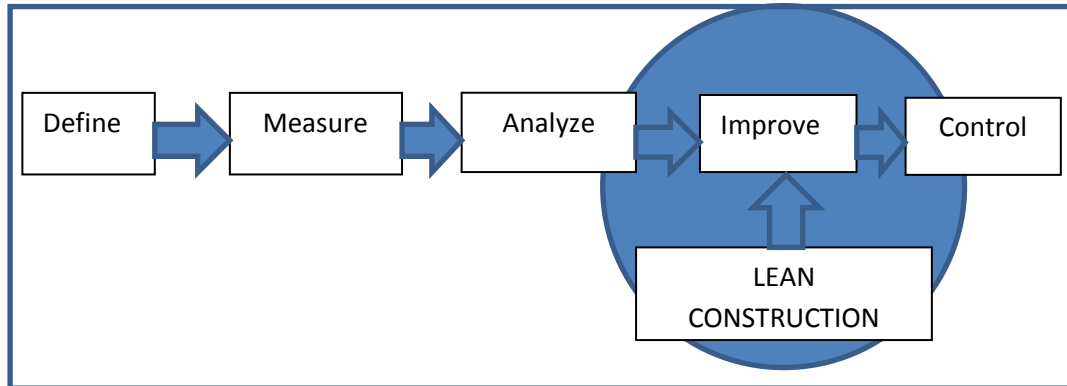 Define
Measure
Analyze
Improve
Control
LEAN
CONSTRUCTION